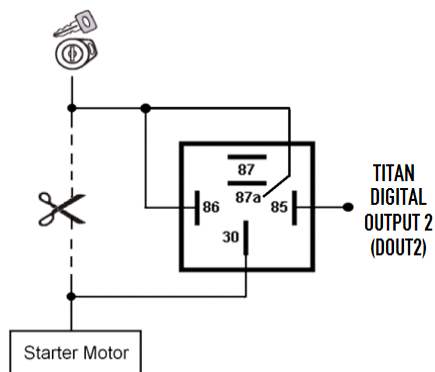 87
87a
86
85
30
TITAN
DIGITAL
OUTPUT 2
(DOUT2)
Starter Motor